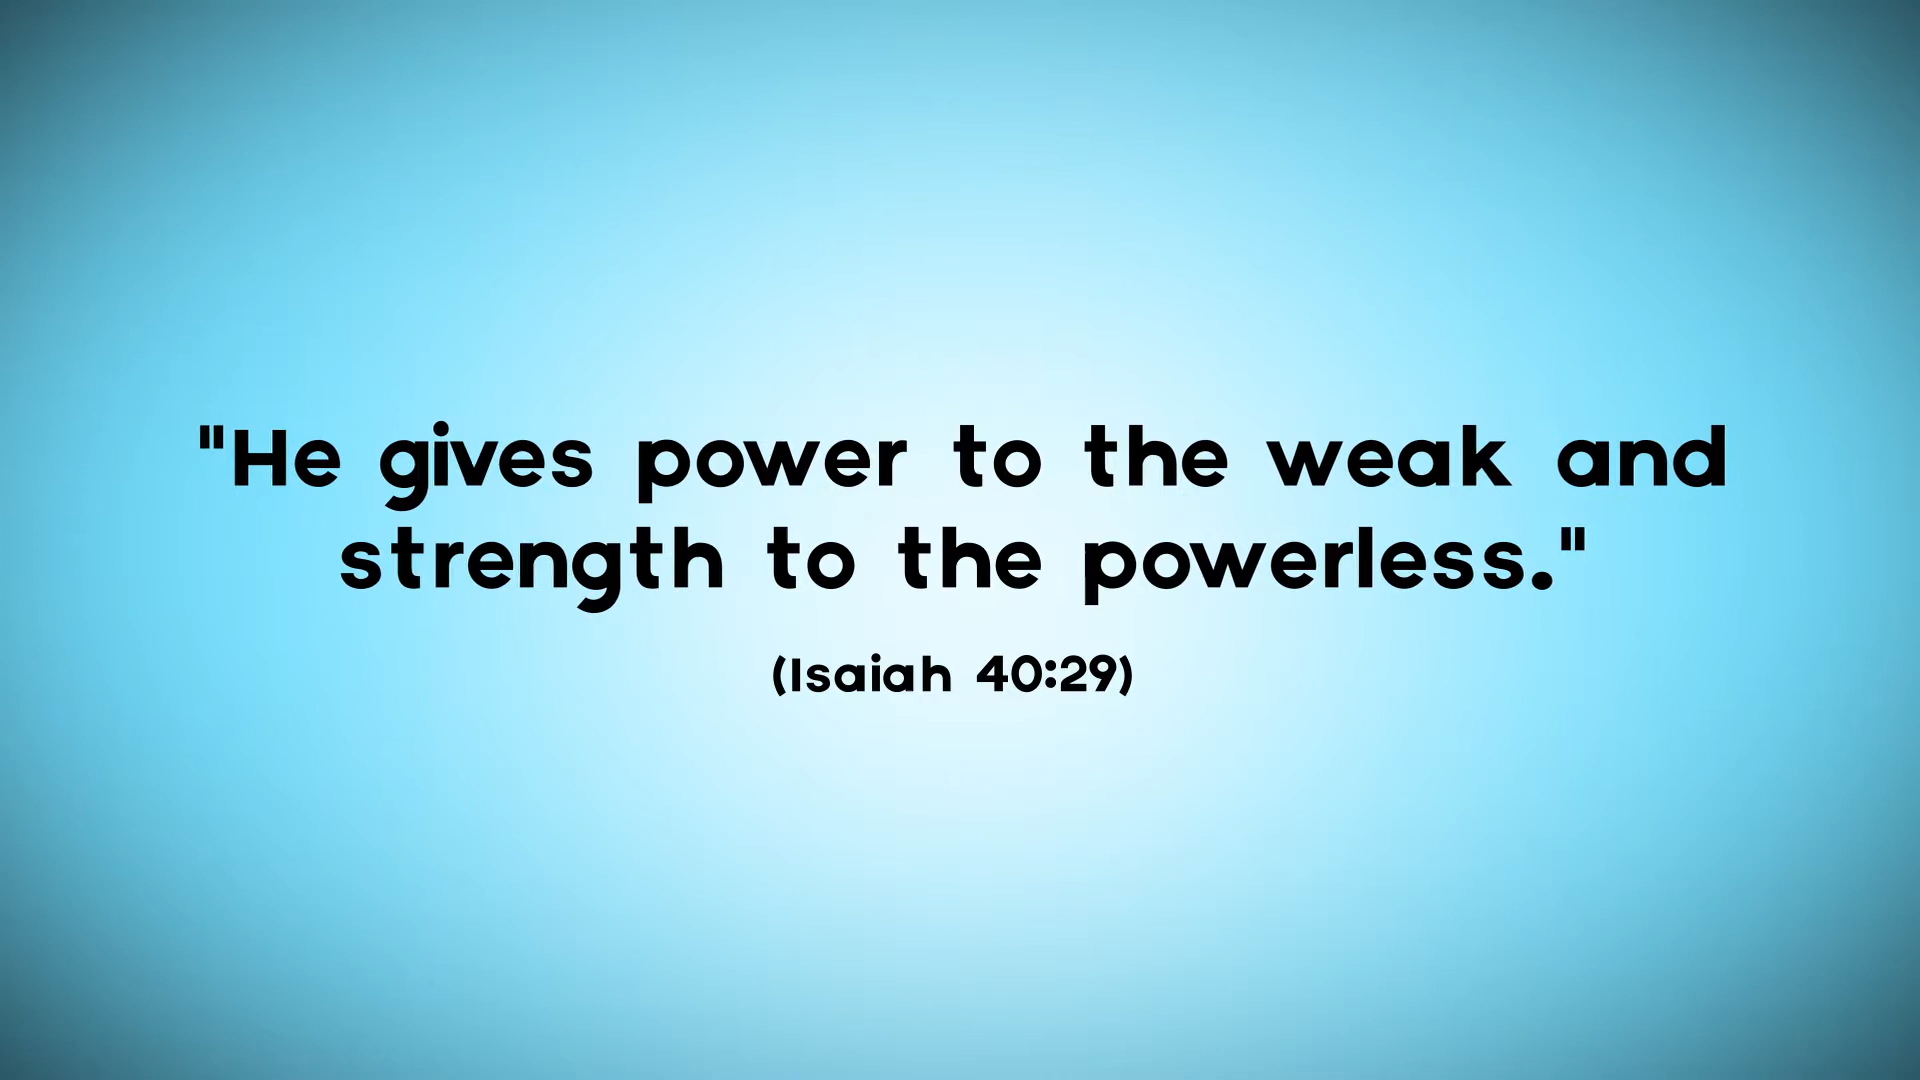 "He gives power to the weak and
strength to the powerless."
(Isaiah 40:29)